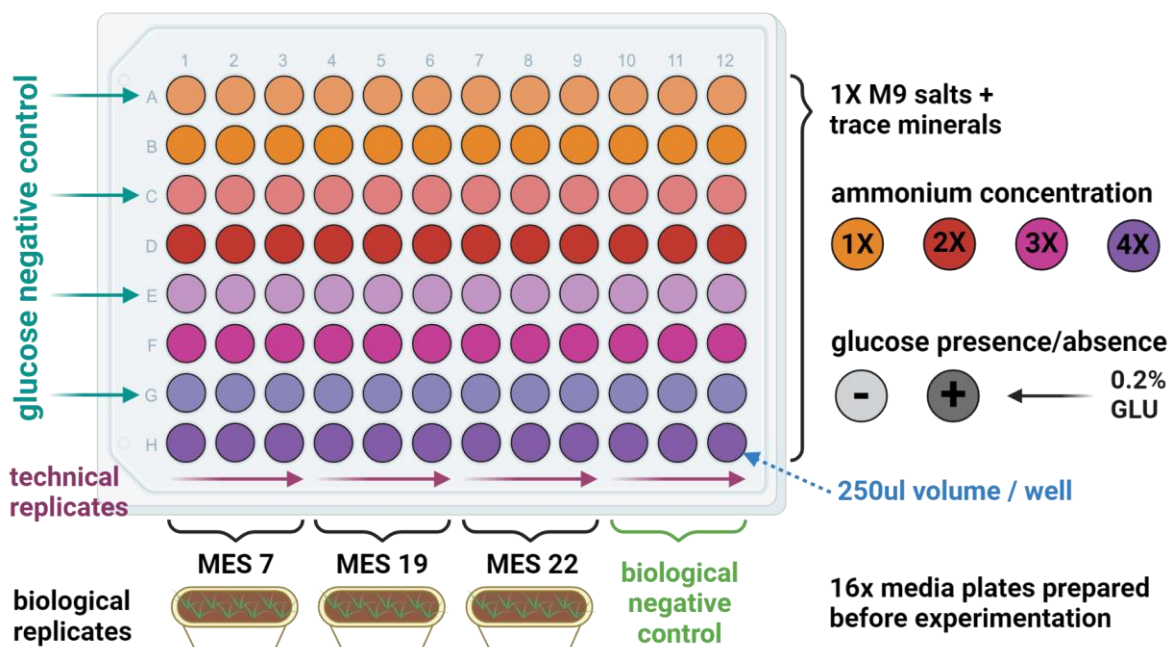 glucose negative control
1 2 3 4 5 6 7 8 9 10 11 12
A
B
C
D
E
F
G
H
1X M9 salts +
trace minerals
ammonium concentration
1X 2X 3X 4X
glucose presence/absence
- +
0.2%
GLU
technical
replicates
250ul volume / well
MES 7 MES 19 MES 22
biological
negative
control
biological
replicates
16x media plates prepared
before experimentation